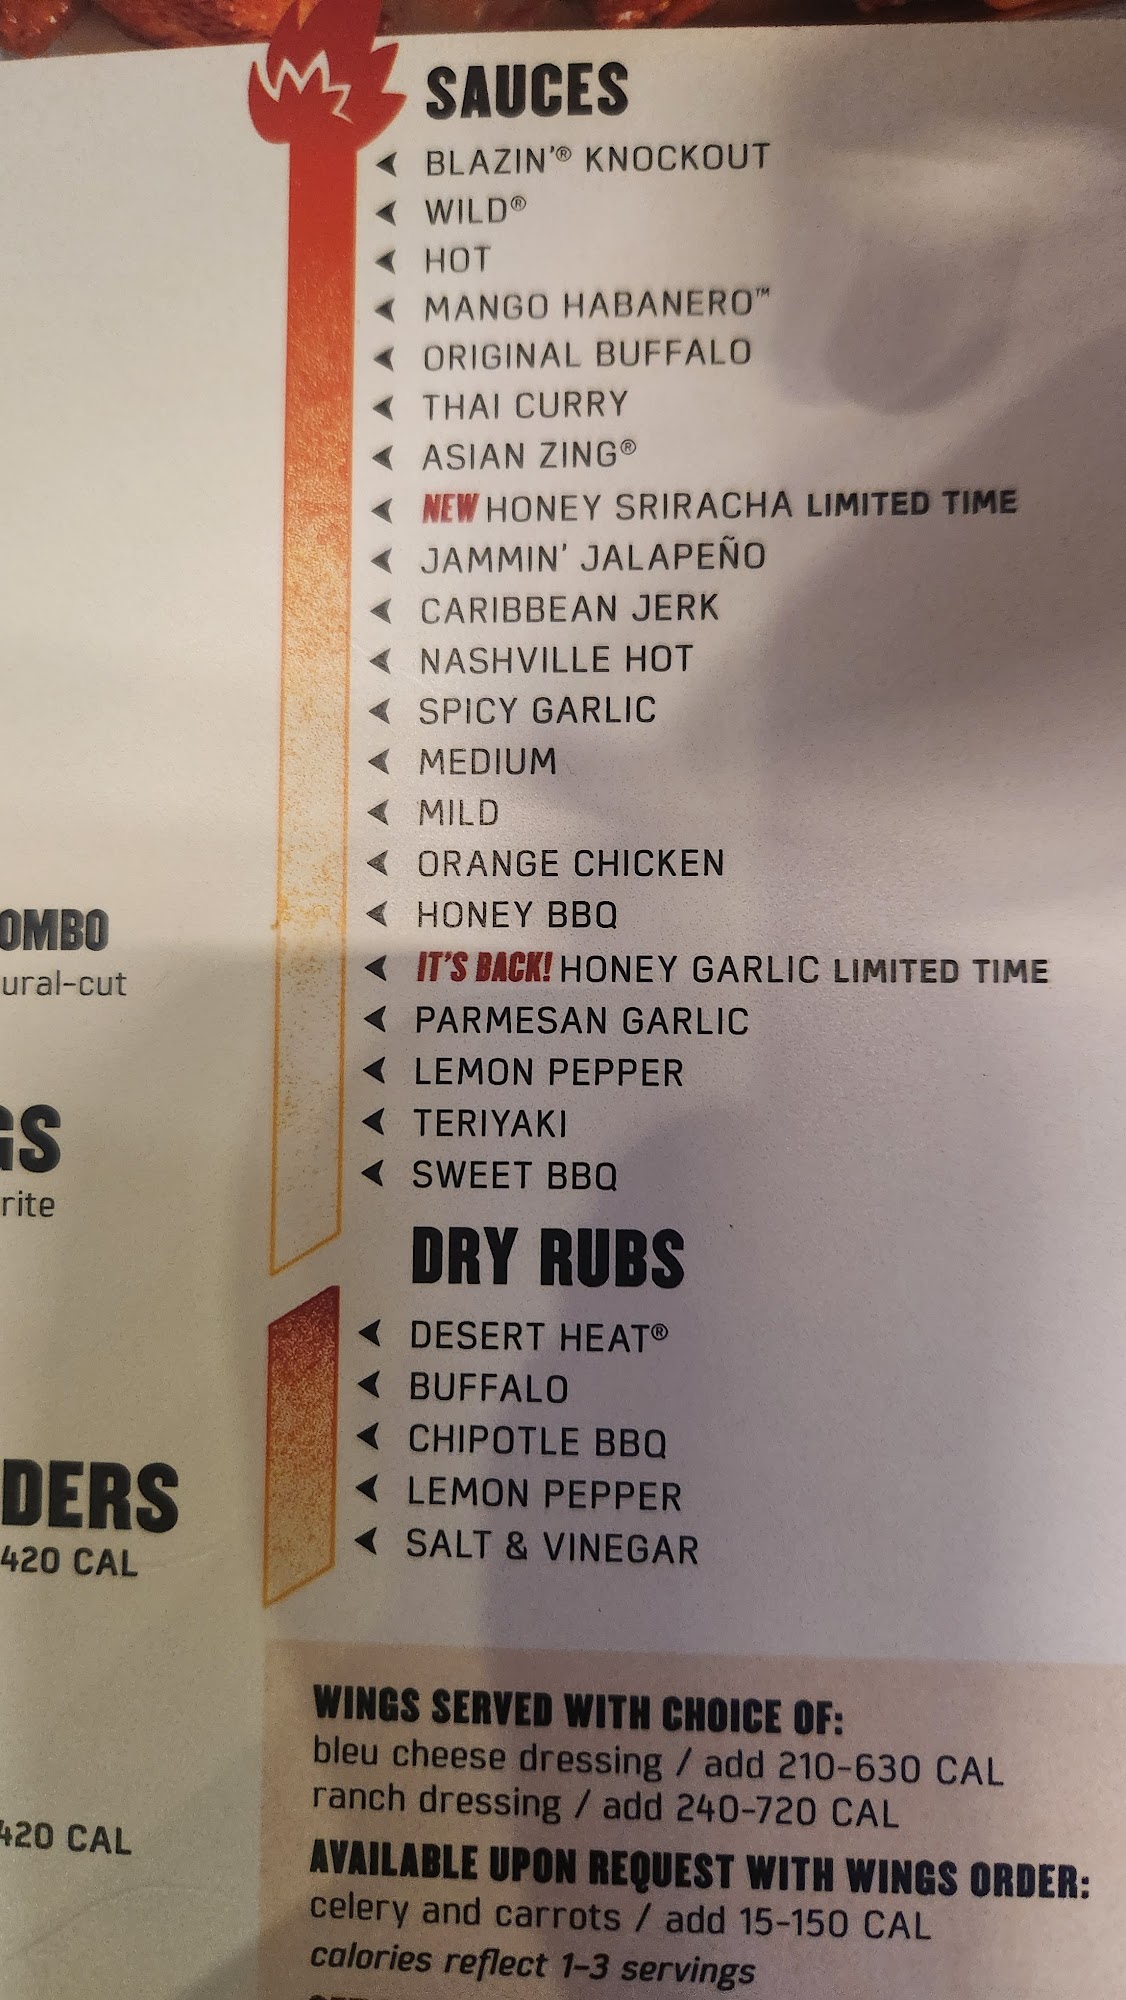 SAUCES
BLAZIN'® KNOCKOUT
WILD®
HOT
MANGO HABANERO™
ORIGINAL BUFFALO
THAI CURRY
ASIAN ZING®
NEW HONEY SRIRACHA LIMITED TIME
JAMMIN' JALAPEÑO
CARIBBEAN JERK
NASHVILLE HOT
SPICY GARLIC
MEDIUM
MILD
ORANGE CHICKEN
HONEY BBQ
IT'S BACK! HONEY GARLIC LIMITED TIME
PARMESAN GARLIC
LEMON PEPPER
TERIYAKI
SWEET BBQ
DRY RUBS
DESERT HEAT®
BUFFALO
CHIPOTLE BBQ
LEMON PEPPER
SALT & VINEGAR
WINGS SERVED WITH CHOICE OF:
bleu cheese dressing / add 210-630 CAL
ranch dressing / add 240-720 CAL
AVAILABLE UPON REQUEST WITH WINGS ORDER:
celery and carrots / add 15-150 CAL
calories reflect 1-3 servings
OMBO
ural-cut
GS
rite
DERS
420 CAL
420 CAL